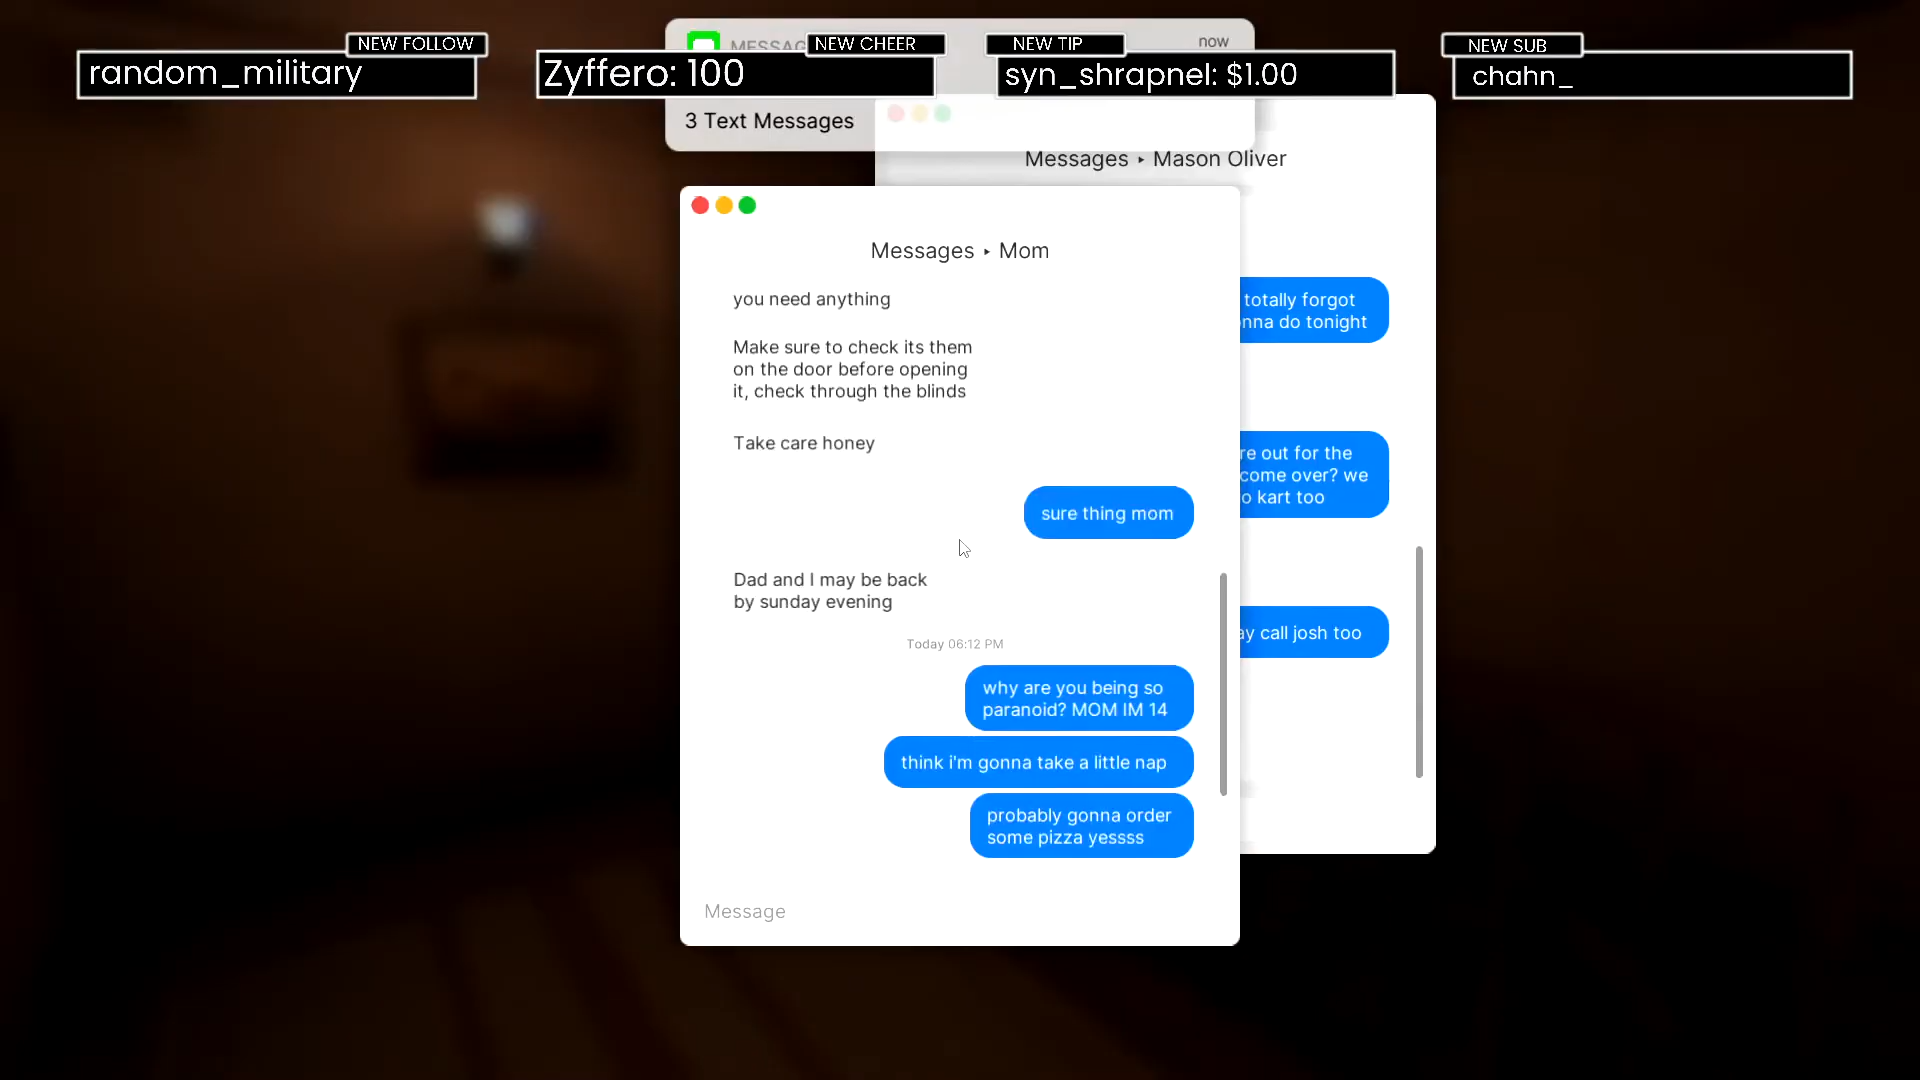 NEW FOLLOW
random_military
NEW CHEER
Zyffero: 100
NEW TIP
syn_shrapnel: $1.00
NEW SUB
chahn_
now
3 Text Messages
Messages ▸ Mason Oliver
totally forgot
do tonight
out for the
come over? we
kart too
call josh too
Messages ▸ Mom
you need anything
Make sure to check its them
on the door before opening
it, check through the blinds
Take care honey
sure thing mom
Dad and I may be back
by sunday evening
Today 06:12 PM
why are you being so
paranoid? MOM IM 14
think i'm gonna take a little nap
probably gonna order
some pizza yessss
Message